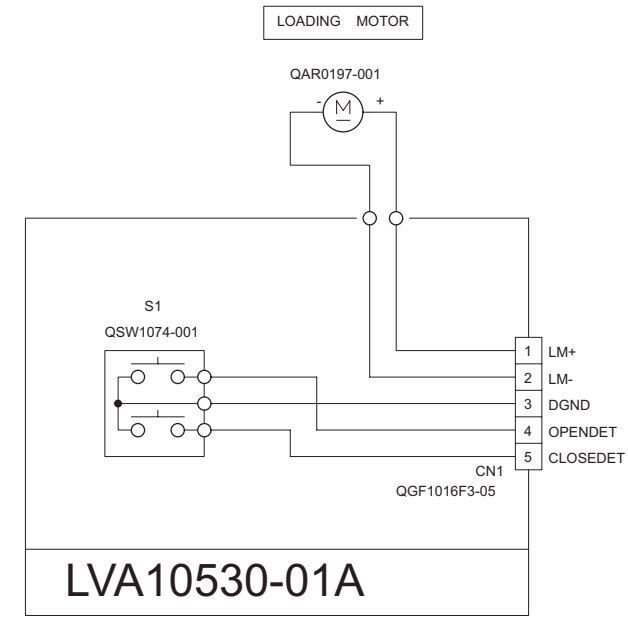 LOADING MOTOR
QAR0197-001
- M +
S1
QSW1074-001
1 LM+
2 LM-
3 DGND
4 OPENDET
5 CLOSEDET
CN1
QGF1016F3-05
LVA10530-01A